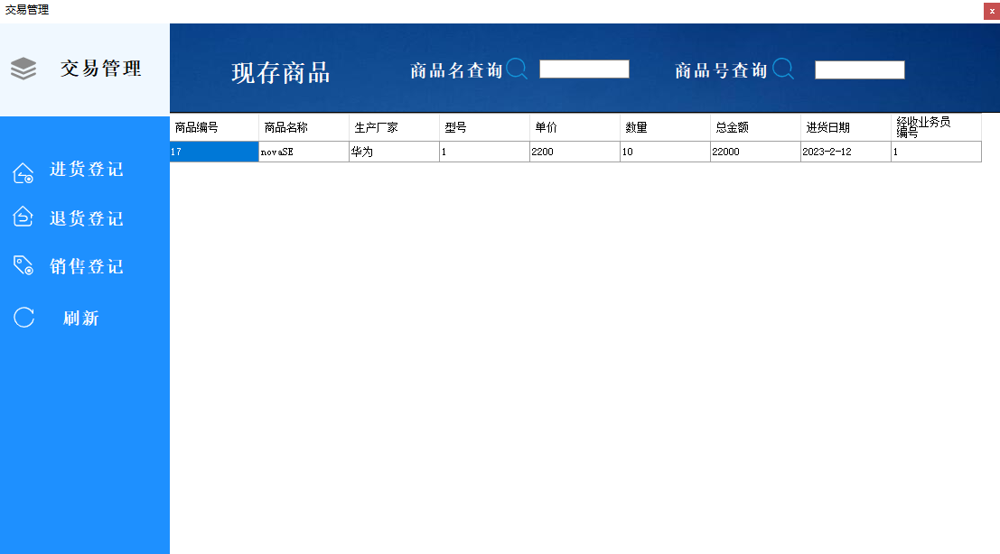 交易管理
x
交易管理
现存商品
商品名查询
商品号查询
进货登记
退货登记
销售登记
刷新
商品编号 商品名称 生产厂家 型号 单价 数量 总金额 进货日期 经收业务员
编号
17 novaSE 华为 1 2200 10 22000 2023-2-12 1